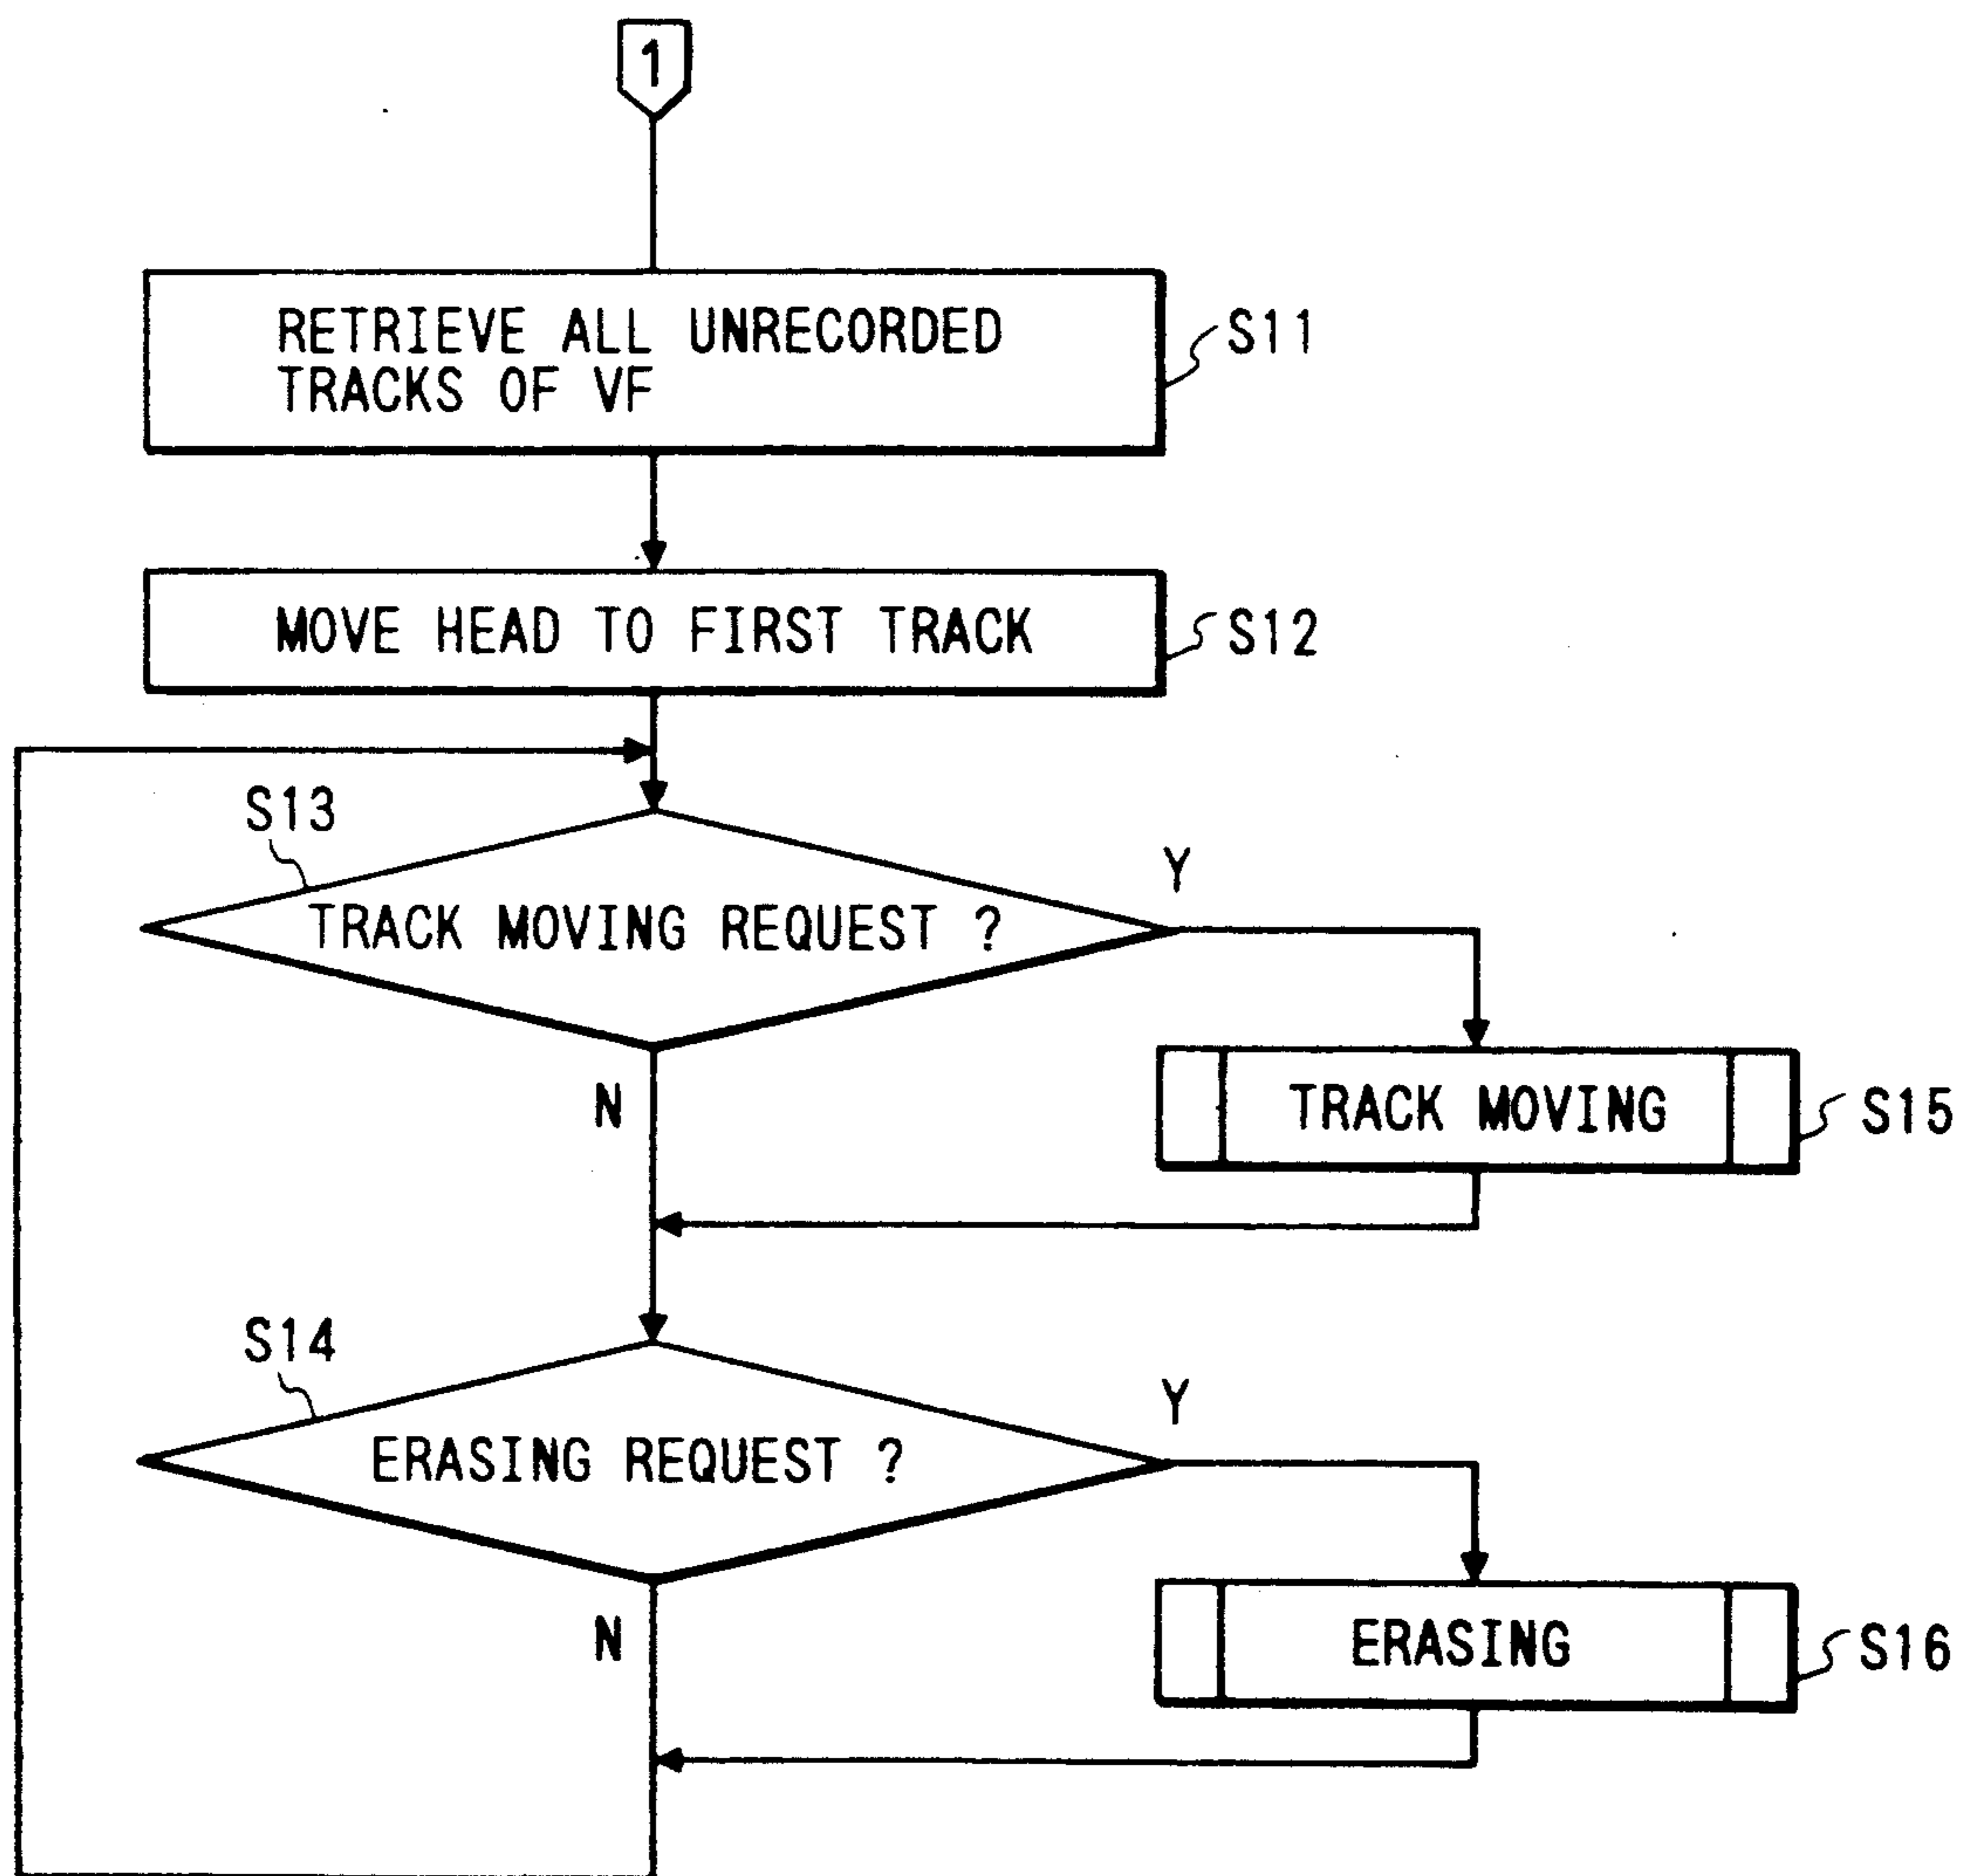 1
RETRIEVE ALL UNRECORDED
TRACKS OF VF
S11
MOVE HEAD TO FIRST TRACK
S12
S13
TRACK MOVING REQUEST ?
Y
N
TRACK MOVING
S15
S14
ERASING REQUEST ?
Y
N
ERASING
S16